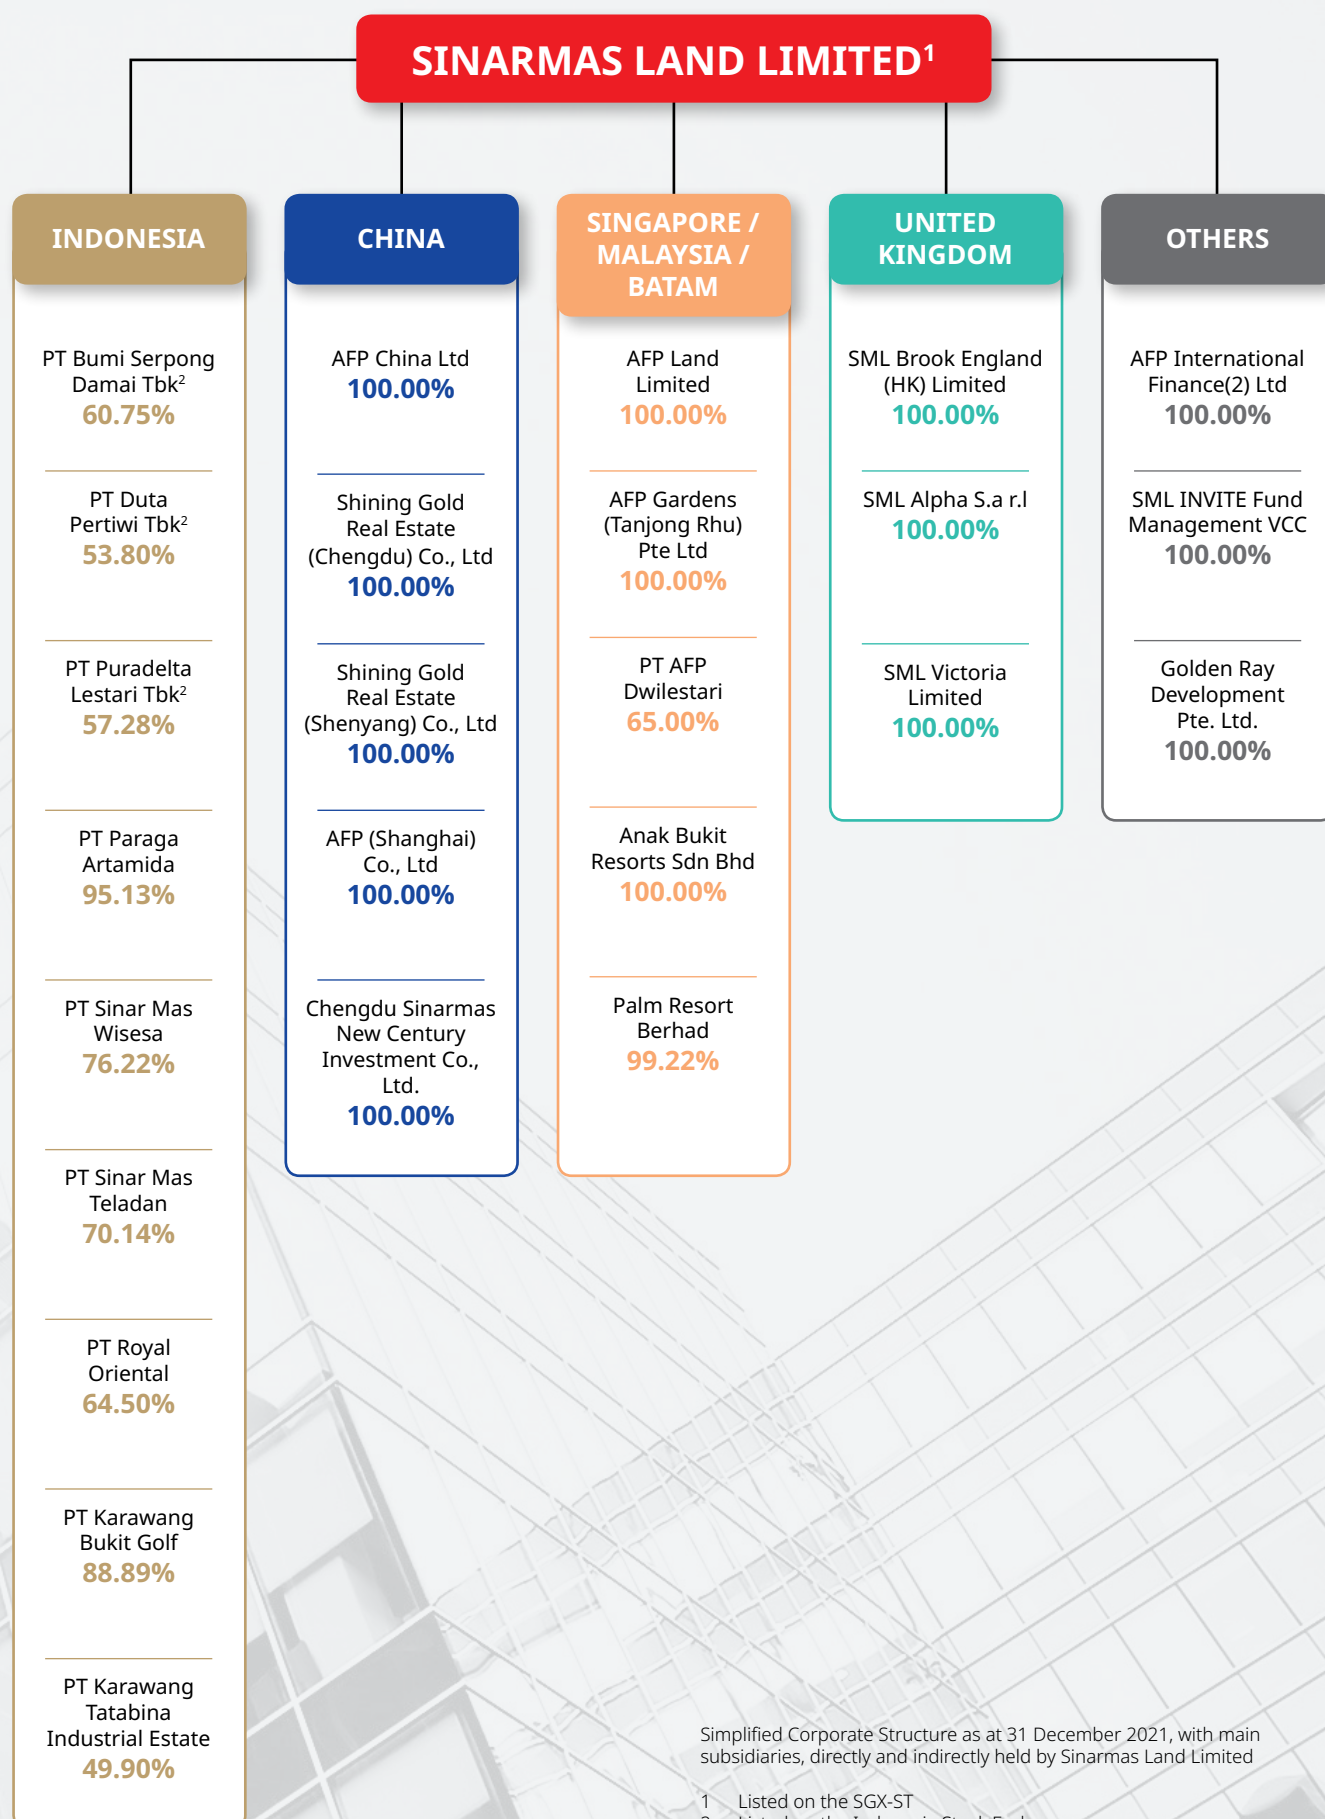 SINARMAS LAND LIMITED¹
INDONESIA
PT Bumi Serpong
Damai Tbk²
60.75%
PT Duta
Pertiwi Tbk²
53.80%
PT Puradelta
Lestari Tbk²
57.28%
PT Paraga
Artamida
95.13%
PT Sinar Mas
Wisesa
76.22%
PT Sinar Mas
Teladan
70.14%
PT Royal
Oriental
64.50%
PT Karawang
Bukit Golf
88.89%
PT Karawang
Tatabina
Industrial Estate
49.90%
CHINA
AFP China Ltd
100.00%
Shining Gold
Real Estate
(Chengdu) Co., Ltd
100.00%
Shining Gold
Real Estate
(Shenyang) Co., Ltd
100.00%
AFP (Shanghai)
Co., Ltd
100.00%
Chengdu Sinarmas
New Century
Investment Co.,
Ltd.
100.00%
SINGAPORE /
MALAYSIA /
BATAM
AFP Land
Limited
100.00%
AFP Gardens
(Tanjong Rhu)
Pte Ltd
100.00%
PT AFP
Dwilestari
65.00%
Anak Bukit
Resorts Sdn Bhd
100.00%
Palm Resort
Berhad
99.22%
UNITED
KINGDOM
SML Brook England
(HK) Limited
100.00%
SML Alpha S.a r.l
100.00%
SML Victoria
Limited
100.00%
OTHERS
AFP International
Finance(2) Ltd
100.00%
SML INVITE Fund
Management VCC
100.00%
Golden Ray
Development
Pte. Ltd.
100.00%
Simplified Corporate Structure as at 31 December 2021, with main
subsidiaries, directly and indirectly held by Sinarmas Land Limited
1 Listed on the SGX-ST